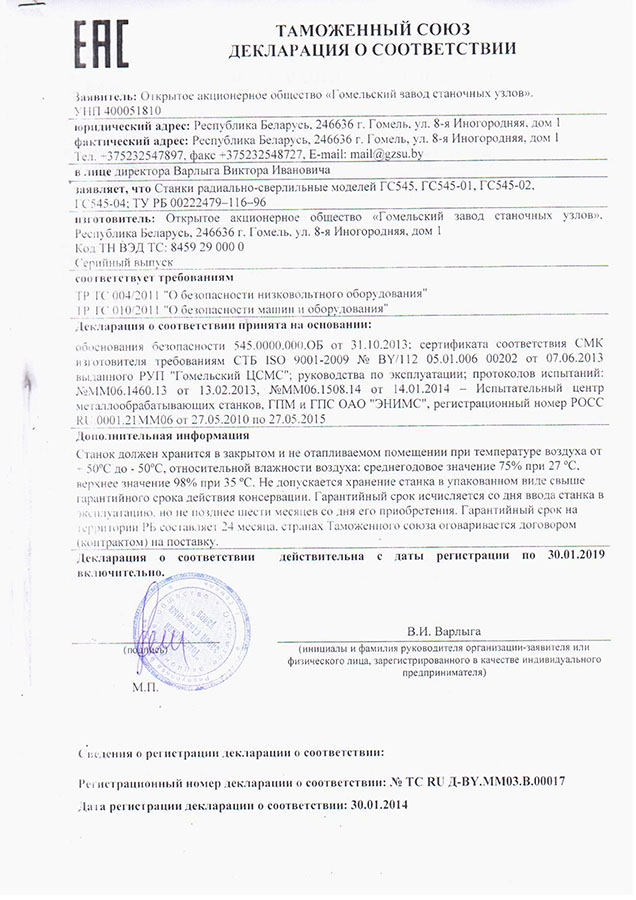 EAC
ТАМОЖЕННЫЙ СОЮЗ
ДЕКЛАРАЦИЯ О СООТВЕТСТВИИ
Заявитель: Открытое акционерное общество «Гомельский завод станочных узлов».
УНП 400051810
юридический адрес: Республика Беларусь, 246636 г. Гомель, ул. 8-я Иногородняя, дом 1
фактический адрес: Республика Беларусь, 246636 г. Гомель, ул. 8-я Иногородняя, дом 1
Тел. +375232547897, факс +375232548727, E-mail: mail@gzsu.by
в лице директора Варлыга Виктора Ивановича
заявляет, что Станки радиально-сверлильные моделей ГС545, ГС545-01, ГС545-02,
ГС545-04; ТУ РБ 00222479–116–96
изготовитель: Открытое акционерное общество «Гомельский завод станочных узлов»,
Республика Беларусь, 246636 г. Гомель, ул. 8-я Иногородняя, дом 1
Код ТН ВЭД ТС: 8459 29 000 0
Серийный выпуск
соответствует требованиям
ТР ТС 004/2011 "О безопасности низковольтного оборудования"
ТР ТС 010/2011 "О безопасности машин и оборудования"
Декларация о соответствии принята на основании:
обоснования безопасности 545.0000.000.ОБ от 31.10.2013; сертификата соответствия СМК
изготовителя требованиям СТБ ISO 9001-2009 № BY/112 05.01.006 00202 от 07.06.2013
выданного РУП "Гомельский ЦСМС"; руководства по эксплуатации; протоколов испытаний:
№ММ06.1460.13 от 13.02.2013, №ММ06.1508.14 от 14.01.2014 – Испытательный центр
металлообрабатывающих станков, ГПМ и ГПС ОАО "ЭНИМС", регистрационный номер РОСС
RU 0001.21ММ06 от 27.05.2010 по 27.05.2015
Дополнительная информация
Станок должен хранится в закрытом и не отапливаемом помещении при температуре воздуха от
+ 50ºС до - 50ºС, относительной влажности воздуха: среднегодовое значение 75% при 27 ºС,
верхнее значение 98% при 35 ºС. Не допускается хранение станка в упакованном виде свыше
гарантийного срока действия консервации. Гарантийный срок исчисляется со дня ввода станка в
эксплуатацию, но не позднее шести месяцев со дня его приобретения. Гарантийный срок на
территории РБ составляет 24 месяца, странах Таможенного союза оговаривается договором
(контрактом) на поставку.
Декларация о соответствии действительна с даты регистрации по 30.01.2019
включительно.
В.И. Варлыга
(подпись)
(инициалы и фамилия руководителя организации-заявителя или
физического лица, зарегистрированного в качестве индивидуального
предпринимателя)
М.П.
Сведения о регистрации декларации о соответствии:
Регистрационный номер декларации о соответствии: № ТС RU Д-BY.ММ03.В.00017
Дата регистрации декларации о соответствии: 30.01.2014